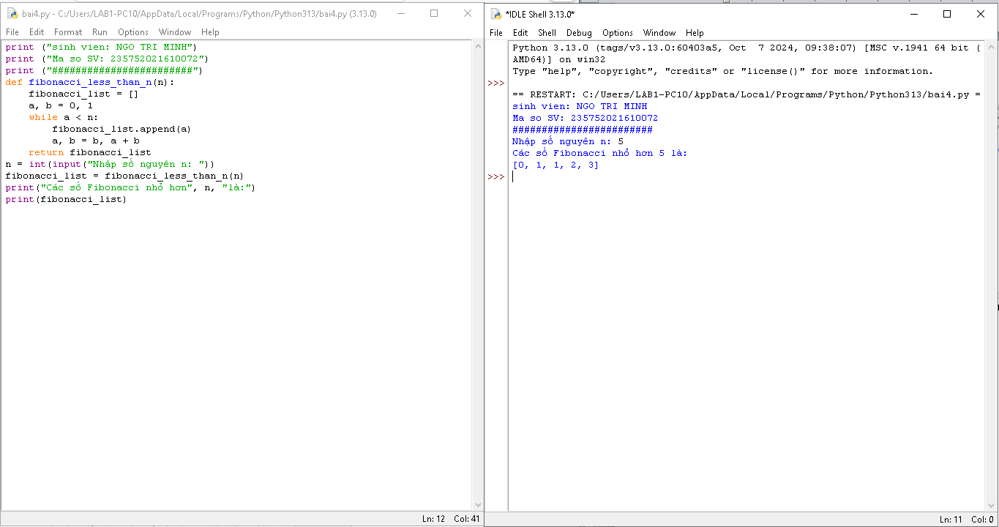 bai4.py - C:/Users/LAB1-PC10/AppData/Local/Programs/Python/Python313/bai4.py (3.13.0)
File Edit Format Run Options Window Help
print ("sinh vien: NGO TRI MINH")
print ("Ma so SV: 235752021610072")
print ("########################")
def fibonacci_less_than_n(n):
    fibonacci_list = []
    a, b = 0, 1
    while a < n:
        fibonacci_list.append(a)
        a, b = b, a + b
    return fibonacci_list
n = int(input("Nhập số nguyên n: "))
fibonacci_list = fibonacci_less_than_n(n)
print("Các số Fibonacci nhỏ hơn", n, "là:")
print(fibonacci_list)
Ln: 12 Col: 41
*IDLE Shell 3.13.0*
File Edit Shell Debug Options Window Help
Python 3.13.0 (tags/v3.13.0:60403a5, Oct  7 2024, 09:38:07) [MSC v.1941 64 bit (
AMD64)] on win32
Type "help", "copyright", "credits" or "license()" for more information.
>>>
== RESTART: C:/Users/LAB1-PC10/AppData/Local/Programs/Python/Python313/bai4.py =
sinh vien: NGO TRI MINH
Ma so SV: 235752021610072
########################
Nhập số nguyên n: 5
Các số Fibonacci nhỏ hơn 5 là:
[0, 1, 1, 2, 3]
>>>
Ln: 11 Col: 0